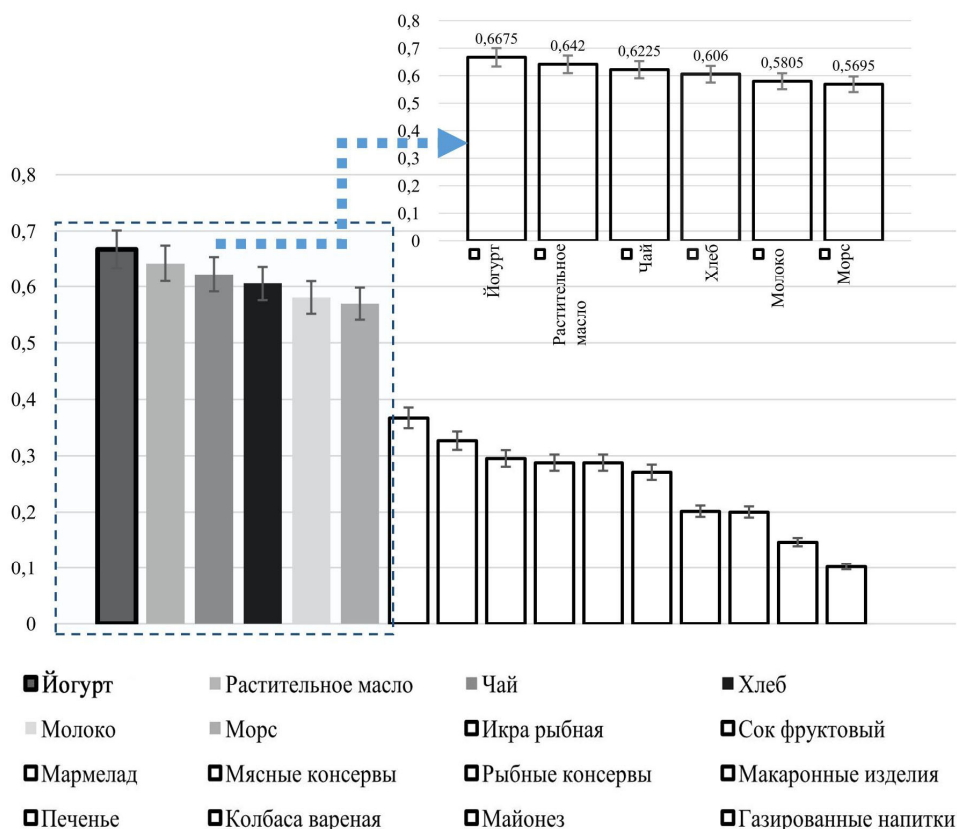 0,8
0,7
0,6
0,5
0,4
0,3
0,2
0,1
0
0,6675 0,642 0,6225 0,606 0,5805 0,5695
Йогурт
Растительное
масло
Чай
Хлеб
Молоко
Морс
0,8
0,7
0,6
0,5
0,4
0,3
0,2
0,1
0
Йогурт Растительное масло Чай Хлеб
Молоко Морс Икра рыбная Сок фруктовый
Мармелад Мясные консервы Рыбные консервы Макаронные изделия
Печенье Колбаса вареная Майонез Газированные напитки